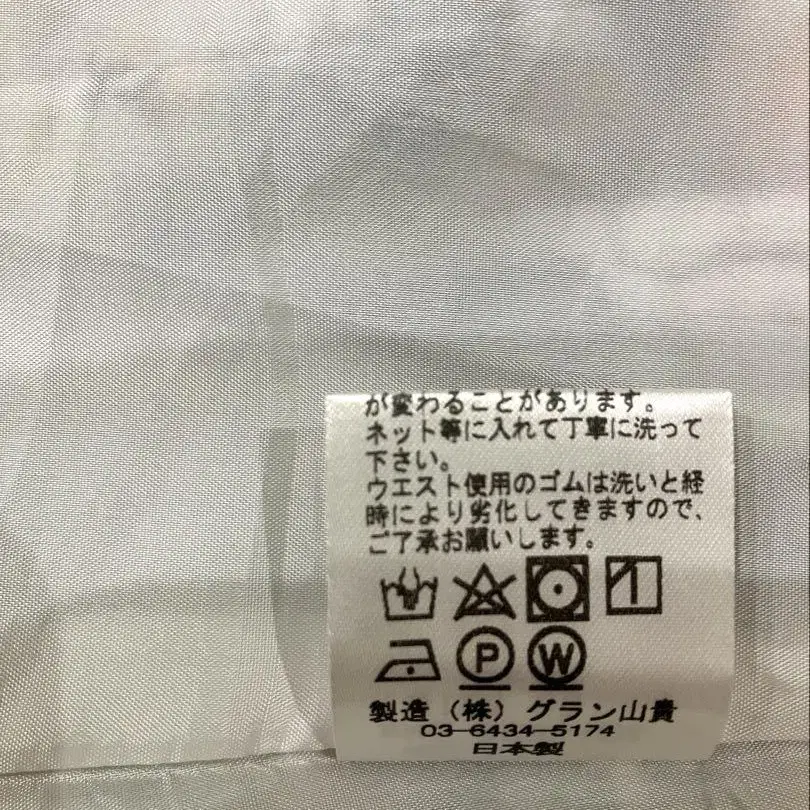 が変わることがあります。
ネット等に入れて丁寧に洗って
下さい。
ウエスト使用のゴムは洗いと経
時により劣化してきますので、
ご了承お願いします。
P W
製造（株）グラン山貴
03-6434-5174
日本製